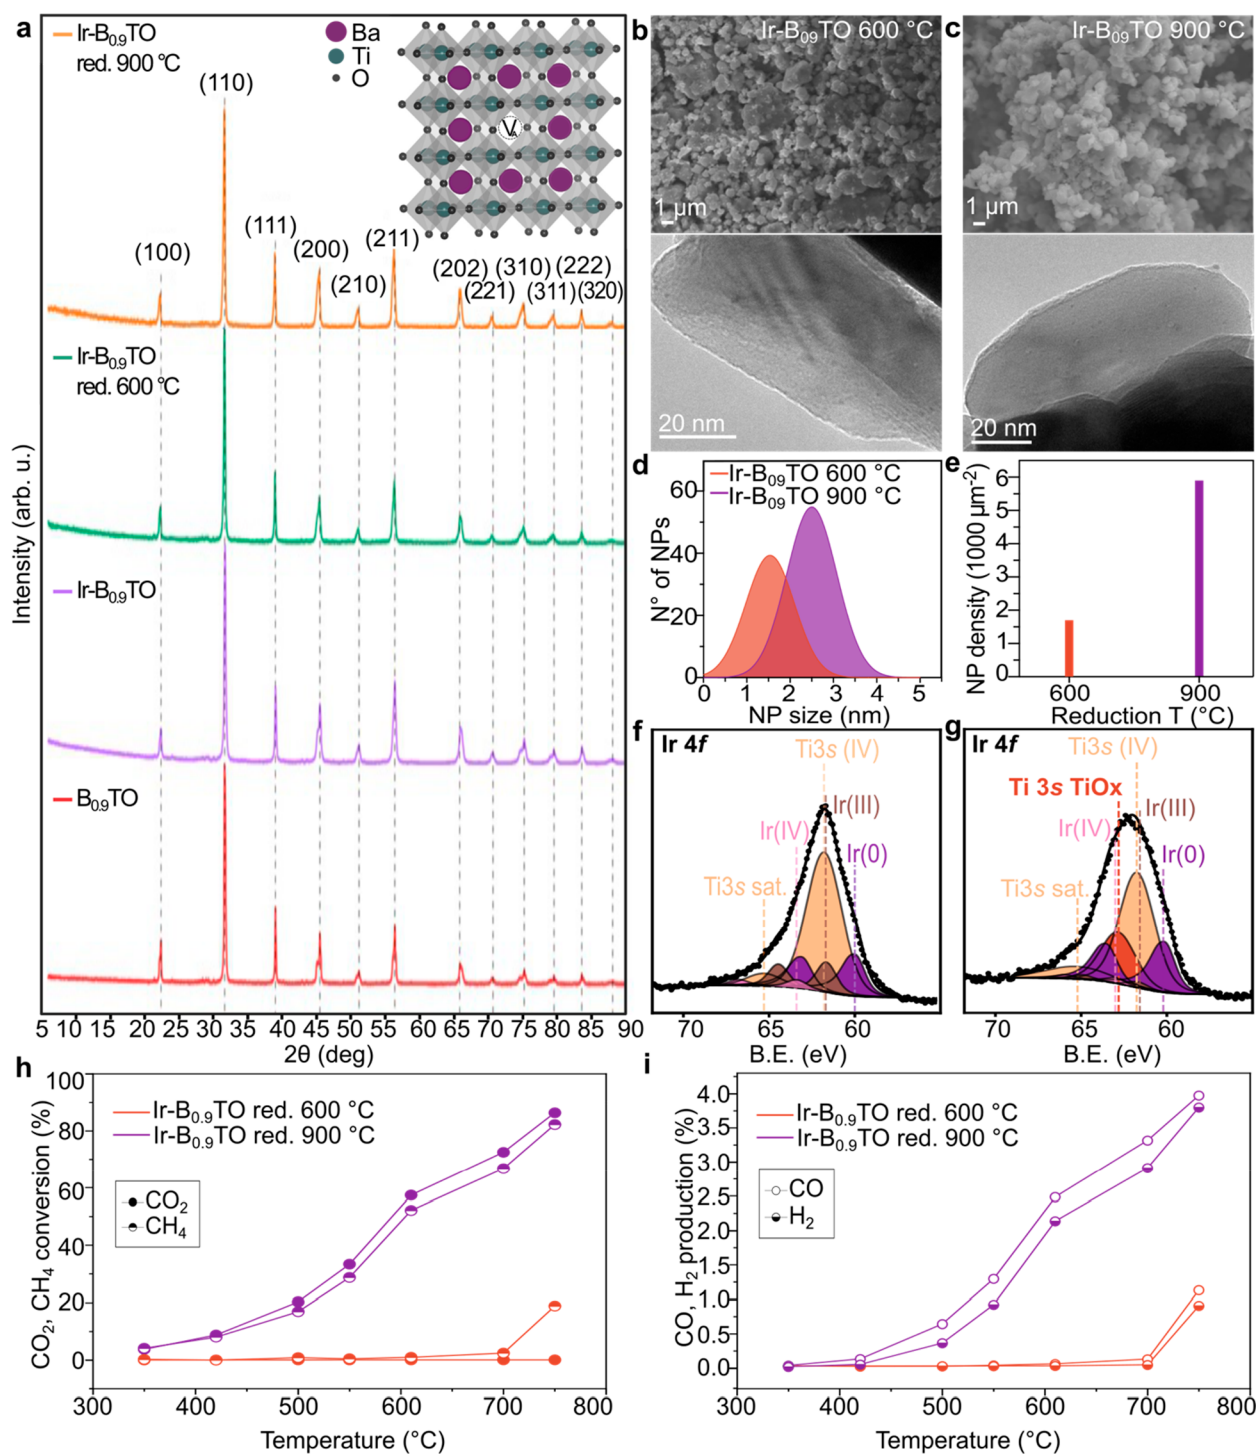 a
Ir-B0.9TO
red. 900 °C
Ba
Ti
O
VA
(110)
(100)
(111)
(200)
(210)
(211)
(202)
(221)
(310)
(311)
(222)
(320)
Ir-B0.9TO
red. 600 °C
Ir-B0.9TO
B0.9TO
Intensity (arb. u.)
5 10 15 22 25 30 33 35 40 45 50 55 60 65 70 75 80 85 90
2θ (deg)
b
Ir-B09TO 600 °C
1 µm
20 nm
c
Ir-B09TO 900 °C
1 µm
20 nm
d
Ir-B09TO 600 °C
Ir-B09TO 900 °C
60
40
20
0
N° of NPs
0 1 2 3 4 5
NP size (nm)
e
6
5
4
3
2
1
0
NP density (1000 µm-2)
600 900
Reduction T (°C)
f
Ir 4f
Ti3s (IV)
Ir(III)
Ir(IV)
Ir(0)
Ti3s sat.
70 65 60
B.E. (eV)
g
Ir 4f
Ti3s (IV)
Ti 3s TiOx
Ir(IV)
Ir(III)
Ir(0)
Ti3s sat.
70 65 60
B.E. (eV)
h
Ir-B0.9TO red. 600 °C
Ir-B0.9TO red. 900 °C
CO2
CH4
100
80
60
40
20
0
CO2, CH4 conversion (%)
300 400 500 600 700 800
Temperature (°C)
i
Ir-B0.9TO red. 600 °C
Ir-B0.9TO red. 900 °C
CO
H2
4.0
3.5
3.0
2.5
2.0
1.5
1.0
0.5
0.0
CO, H2 production (%)
300 400 500 600 700 800
Temperature (°C)